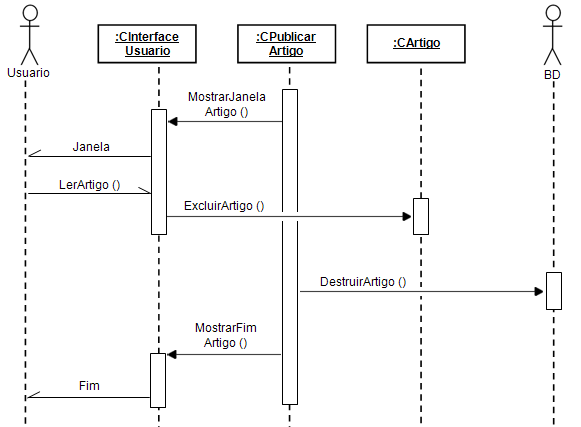 :CInterface
Usuario
:CPublicar
Artigo
:CArtigo
Usuario
BD
MostrarJanela
Artigo ()
Janela
LerArtigo ()
ExcluirArtigo ()
DestruirArtigo ()
MostrarFim
Artigo ()
Fim